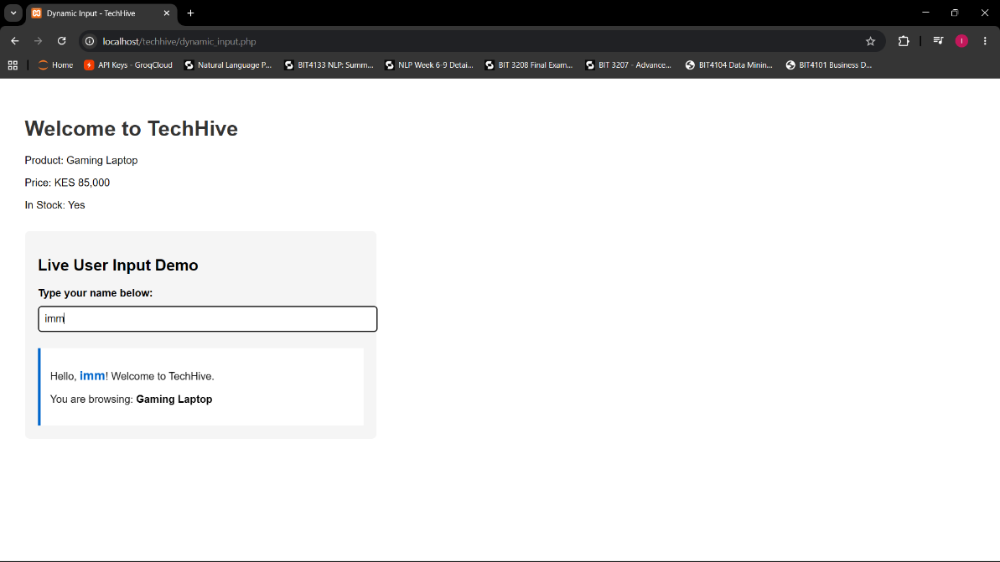 Dynamic Input - TechHive
localhost/techhive/dynamic_input.php
Home
API Keys - GroqCloud
Natural Language P...
BIT4133 NLP: Summ...
NLP Week 6-9 Detai...
BIT 3208 Final Exam...
BIT 3207 - Advance...
BIT4104 Data Minin...
BIT4101 Business D...
I
Welcome to TechHive
Product: Gaming Laptop
Price: KES 85,000
In Stock: Yes
Live User Input Demo
Type your name below:
imm
Hello, imm! Welcome to TechHive.
You are browsing: Gaming Laptop